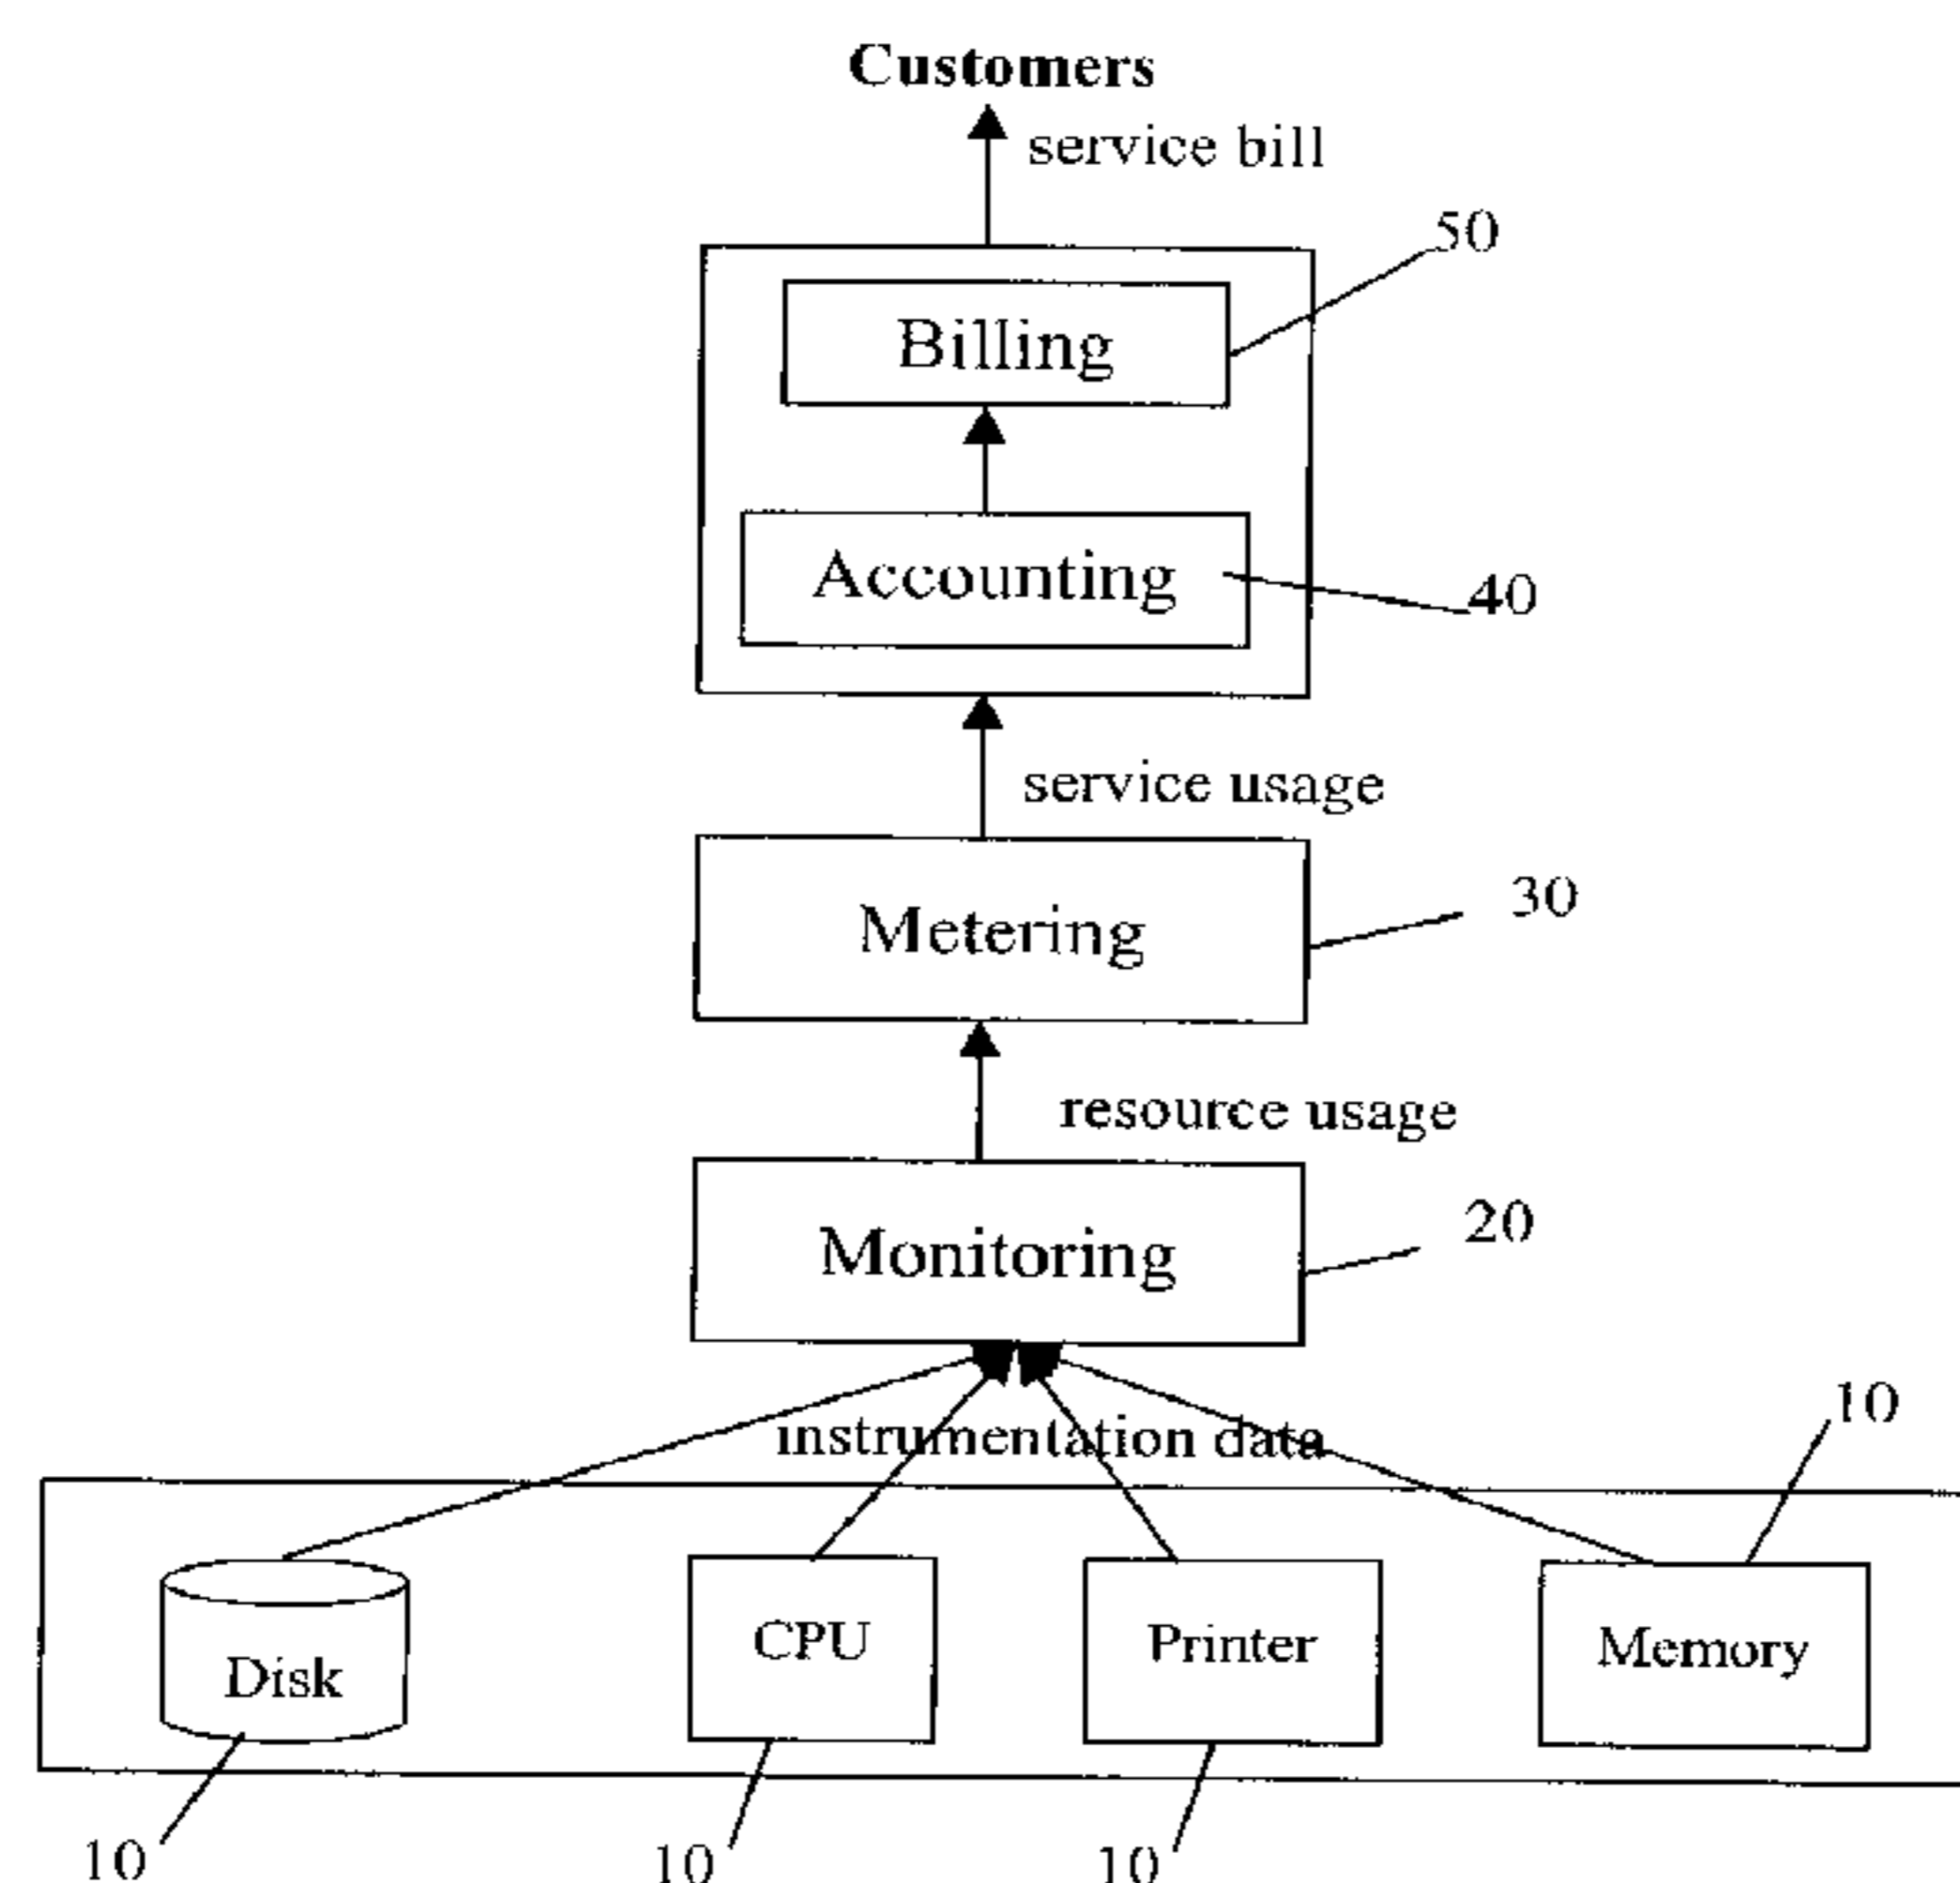 Customers
service bill
50
Billing
Accounting
40
service usage
30
Metering
resource usage
20
Monitoring
10
instrumentation data
CPU
Printer
Memory
Disk
10
10
10